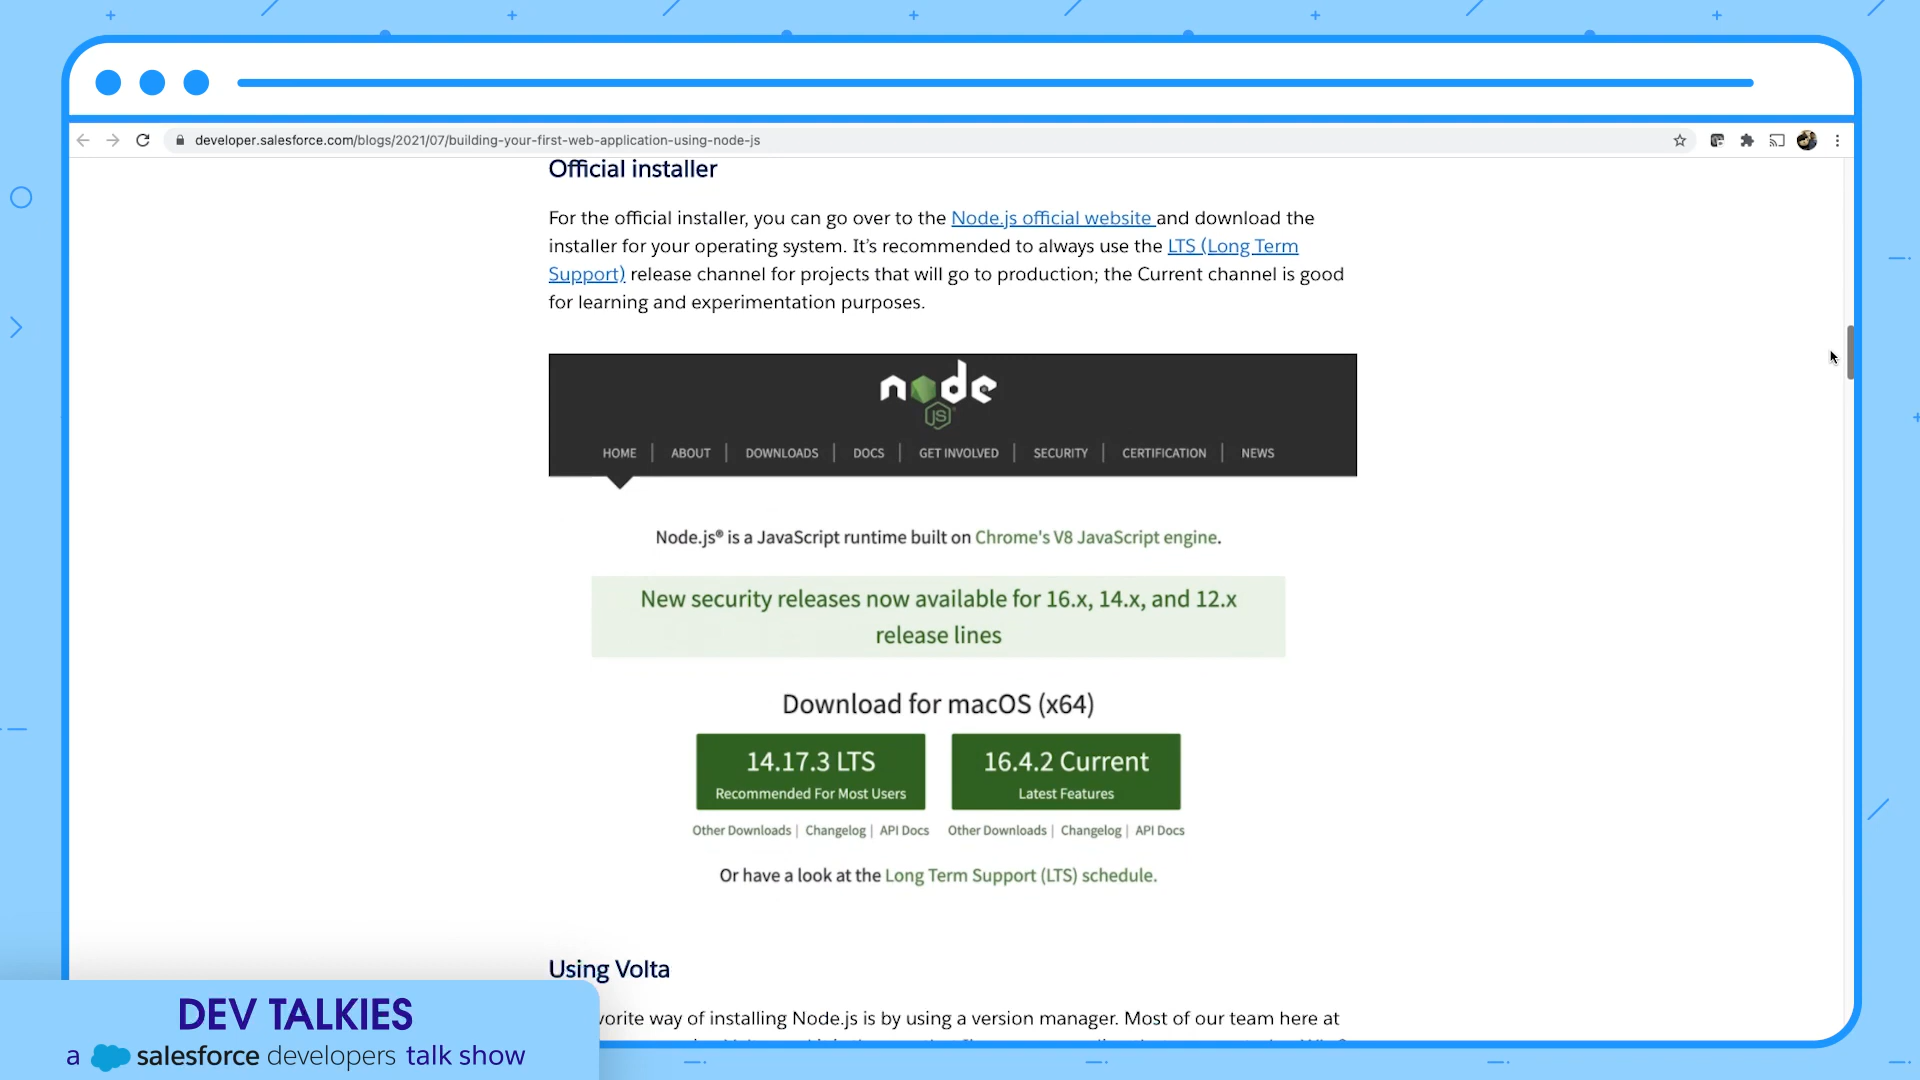 developer.salesforce.com/blogs/2021/07/building-your-first-web-application-using-node-js
Official installer
For the official installer, you can go over to the Node.js official website and download the
installer for your operating system. It’s recommended to always use the LTS (Long Term
Support) release channel for projects that will go to production; the Current channel is good
for learning and experimentation purposes.
node
JS
HOME | ABOUT | DOWNLOADS | DOCS | GET INVOLVED | SECURITY | CERTIFICATION | NEWS
Node.js® is a JavaScript runtime built on Chrome's V8 JavaScript engine.
New security releases now available for 16.x, 14.x, and 12.x
release lines
Download for macOS (x64)
14.17.3 LTS
Recommended For Most Users
16.4.2 Current
Latest Features
Other Downloads | Changelog | API Docs
Other Downloads | Changelog | API Docs
Or have a look at the Long Term Support (LTS) schedule.
Using Volta
way of installing Node.js is by using a version manager. Most of our team here at
DEV TALKIES
a salesforce developers talk show